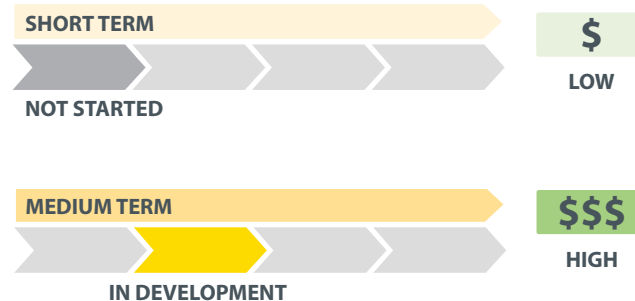 SHORT TERM
$
LOW
NOT STARTED
MEDIUM TERM
$$$
HIGH
IN DEVELOPMENT